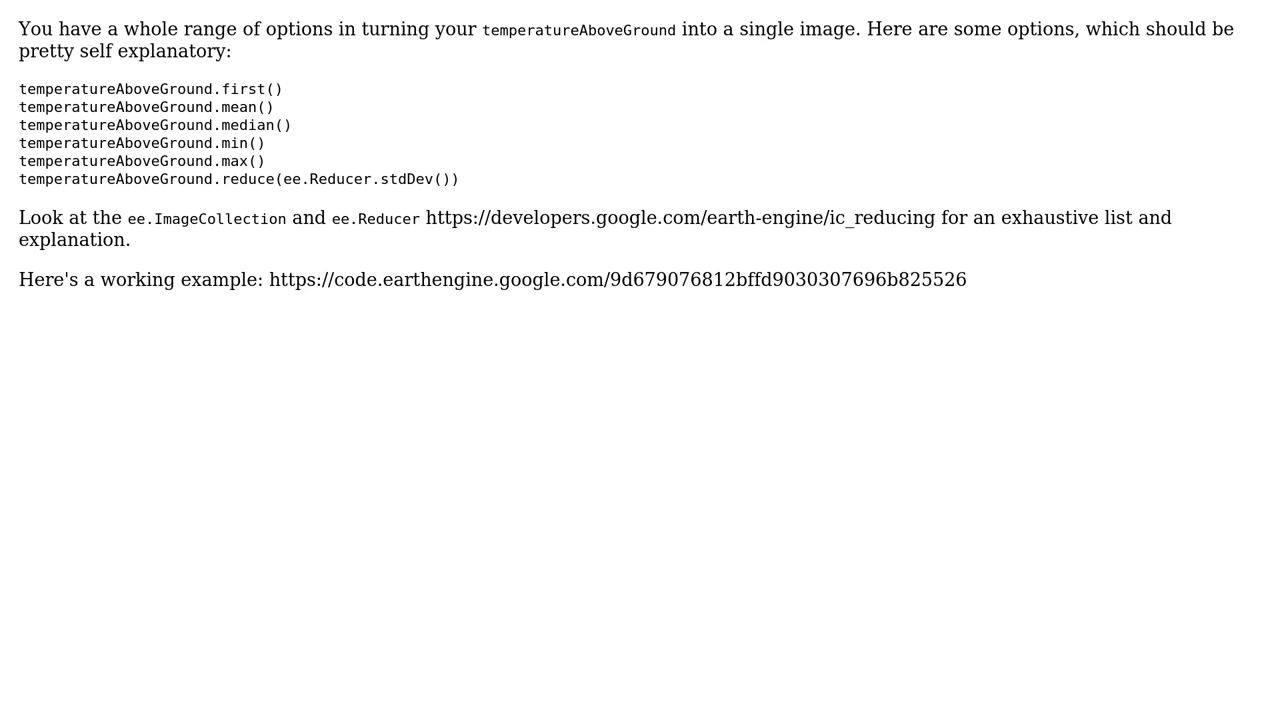 You have a whole range of options in turning your temperatureAboveGround into a single image. Here are some options, which should be
pretty self explanatory:
temperatureAboveGround.first()
temperatureAboveGround.mean()
temperatureAboveGround.median()
temperatureAboveGround.min()
temperatureAboveGround.max()
temperatureAboveGround.reduce(ee.Reducer.stdDev())
Look at the ee.ImageCollection and ee.Reducer https://developers.google.com/earth-engine/ic_reducing for an exhaustive list and
explanation.
Here's a working example: https://code.earthengine.google.com/9d679076812bffd9030307696b825526